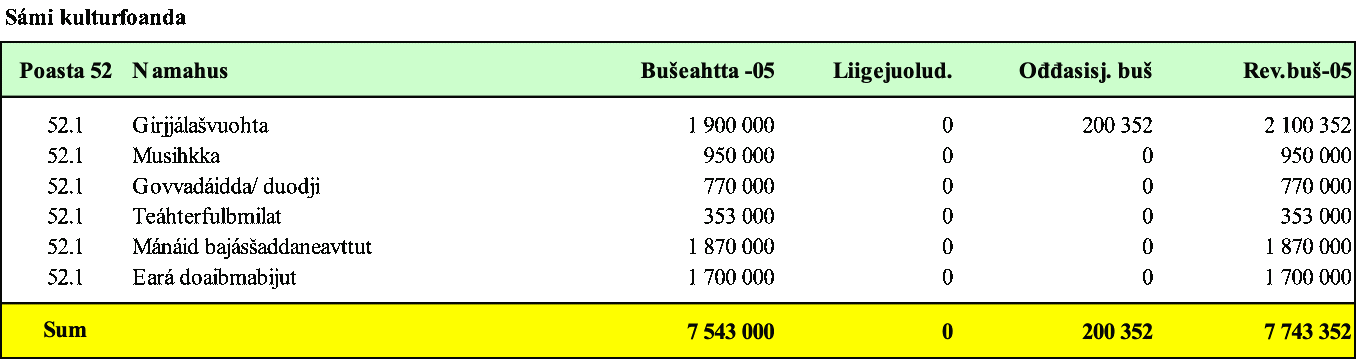 Sámi kulturfoanda
Poasta 52 Namahus Bušeahtta -05 Liigejuolud. Ođđasisj. buš Rev.buš-05
52.1 Girjjálašvuohta 1 900 000 0 200 352 2 100 352
52.1 Musihkka 950 000 0 0 950 000
52.1 Govvadáidda/ duodji 770 000 0 0 770 000
52.1 Teáhterfulbmilat 353 000 0 0 353 000
52.1 Mánáid bajásšaddaneavttut 1 870 000 0 0 1 870 000
52.1 Eará doaibmabijut 1 700 000 0 0 1 700 000
Sum 7 543 000 0 200 352 7 743 352